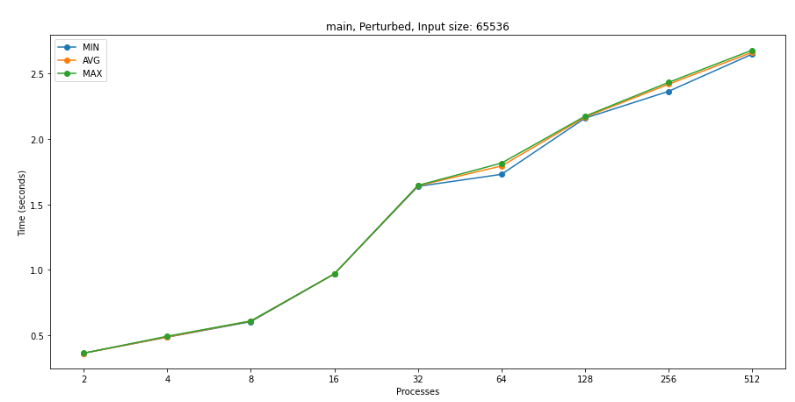 main, Perturbed, Input size: 65536
MIN
AVG
MAX
Time (seconds)
2.5
2.0
1.5
1.0
0.5
2 4 8 16 32 64 128 256 512
Processes